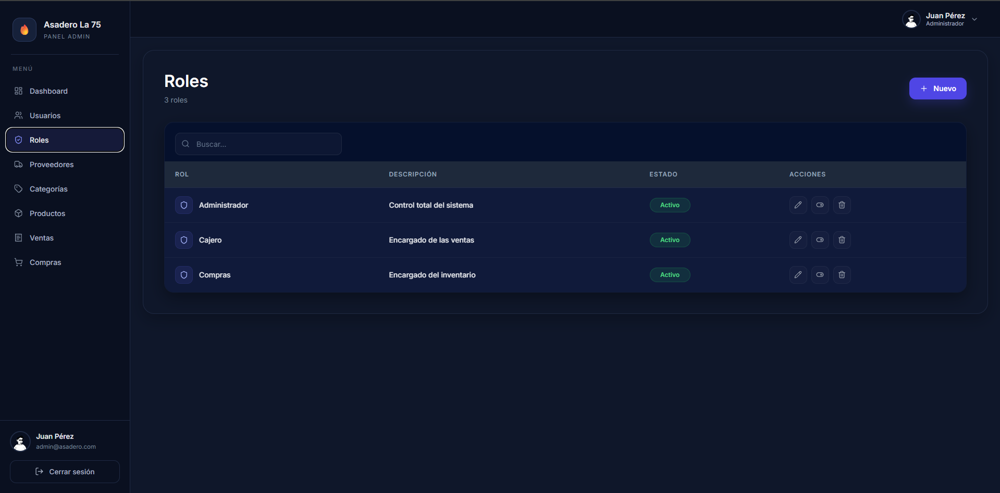 Asadero La 75
PANEL ADMIN
MENÚ
Dashboard
Usuarios
Roles
Proveedores
Categorías
Productos
Ventas
Compras
Juan Pérez
admin@asadero.com
Cerrar sesión
Juan Pérez
Administrador
Roles
3 roles
Nuevo
Buscar...
ROL DESCRIPCIÓN ESTADO ACCIONES
Administrador Control total del sistema Activo
Cajero Encargado de las ventas Activo
Compras Encargado del inventario Activo